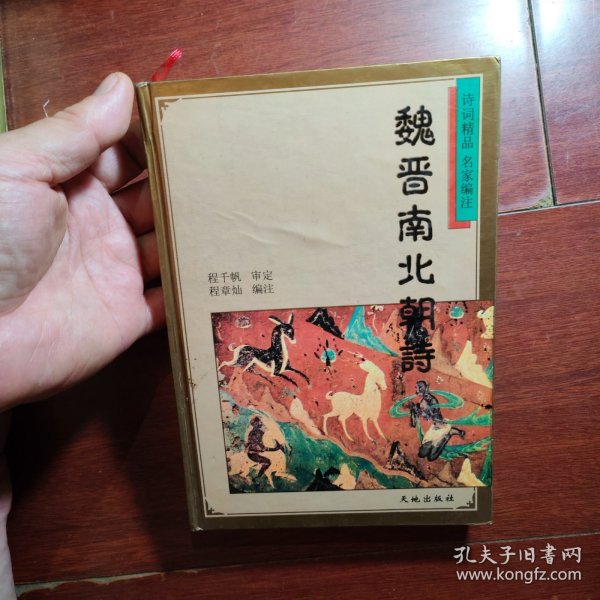 诗词精品 名家编注
魏晋南北朝詩
程千帆 审定
程章灿 编注
天地出版社
孔夫子旧书网
www.kongfz.com